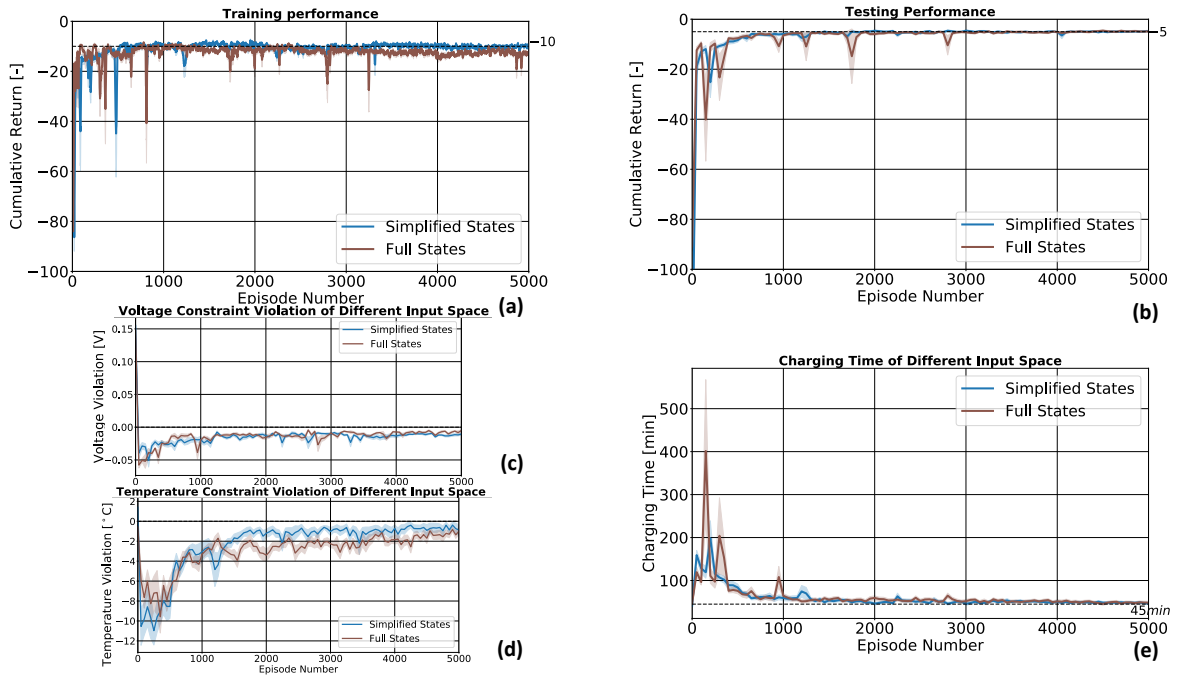 Training performance
Cumulative Return [-]
0
−20
−40
−60
−80
−100
−10
Simplified States
Full States
0
1000
2000
3000
4000
5000
Episode Number
(a)
Testing Performance
Cumulative Return [-]
0
−20
−40
−60
−80
−100
−5
Simplified States
Full States
0
1000
2000
3000
4000
5000
Episode Number
(b)
Voltage Constraint Violation of Different Input Space
Voltage Violation [V]
0.15
0.10
0.05
0.00
−0.05
Simplified States
Full States
0
1000
2000
3000
4000
5000
(c)
Temperature Constraint Violation of Different Input Space
Temperature Violation [°C]
2
0
−2
−4
−6
−8
−10
−12
Simplified States
Full States
0
1000
2000
3000
4000
5000
Episode Number
(d)
Charging Time of Different Input Space
Charging Time [min]
500
400
300
200
100
Simplified States
Full States
45min
0
1000
2000
3000
4000
5000
Episode Number
(e)